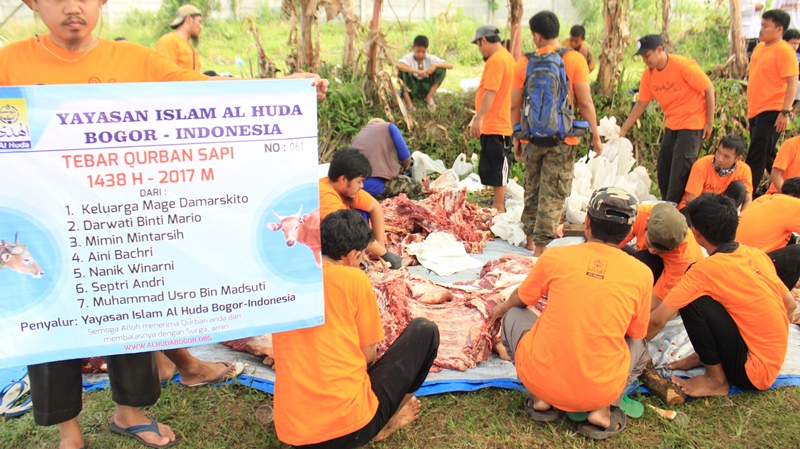 Al Huda
YAYASAN ISLAM AL HUDA
BOGOR - INDONESIA
TEBAR QURBAN SAPI
NO : 061
1438 H - 2017 M
DARI :
1. Keluarga Mage Damarskito
2. Darwati Binti Mario
3. Mimin Mintarsih
4. Aini Bachri
5. Nanik Winarni
6. Septri Andri
7. Muhammad Usro Bin Madsuti
Penyalur: Yayasan Islam Al Huda Bogor-Indonesia
Semoga Alloh menerima Qurban anda dan
membalasnya dengan Surga, amin
WWW.ALHUDABOGOR.ORG